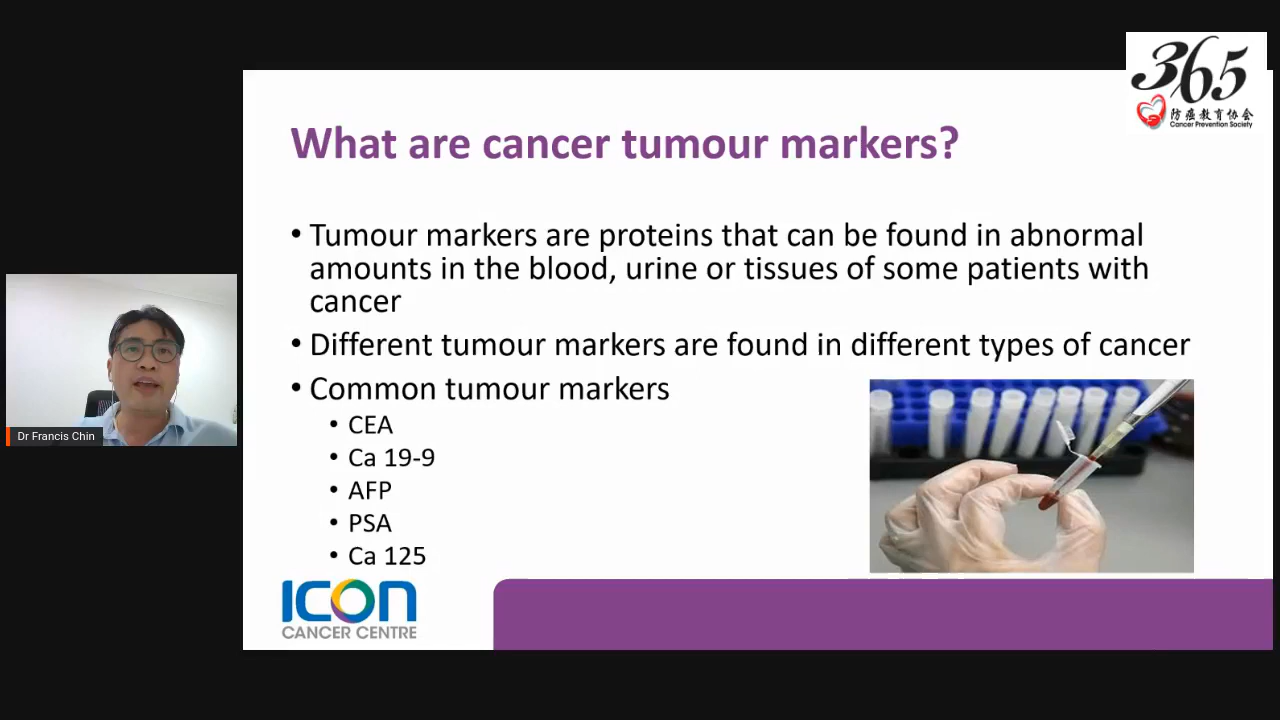 365
防癌教育协会
Cancer Prevention Society
What are cancer tumour markers?
• Tumour markers are proteins that can be found in abnormal
amounts in the blood, urine or tissues of some patients with
cancer
• Different tumour markers are found in different types of cancer
• Common tumour markers
• CEA
• Ca 19-9
• AFP
• PSA
• Ca 125
Dr Francis Chin
ICON
CANCER CENTRE